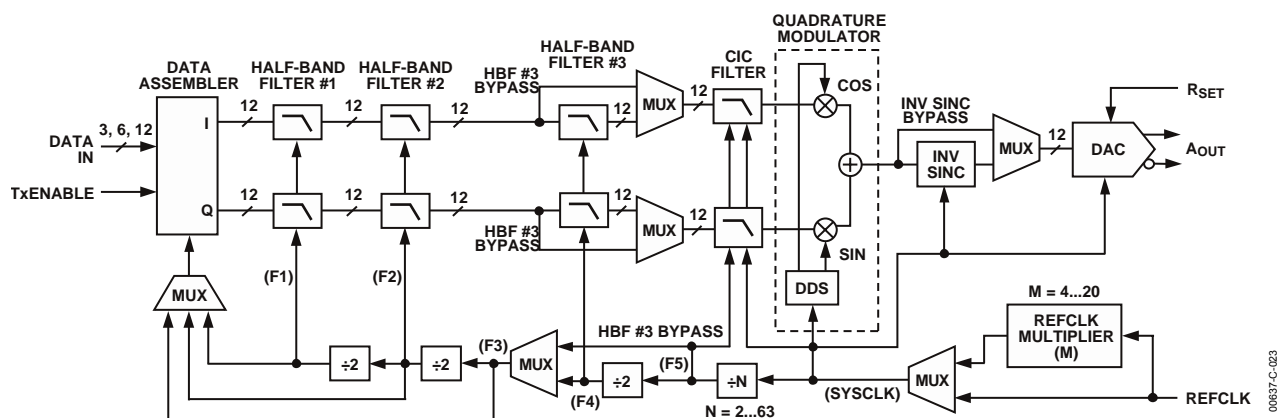 QUADRATURE
MODULATOR
DATA
ASSEMBLER
HALF-BAND
FILTER #1
HALF-BAND
FILTER #2
HBF #3
BYPASS
HALF-BAND
FILTER #3
CIC
FILTER
COS
INV SINC
BYPASS
RSET
3, 6, 12
DATA
IN
I
12
12
12
12
MUX
12
INV
SINC
MUX
12
DAC
AOUT
TxENABLE
Q
12
12
12
HBF #3
BYPASS
12
MUX
12
SIN
DDS
MUX
(F1)
(F2)
÷2
÷2
(F3)
MUX
HBF #3 BYPASS
(F4)
÷2
(F5)
÷N
N = 2...63
(SYSCLK)
MUX
M = 4...20
REFCLK
MULTIPLIER
(M)
REFCLK
00637-C-023